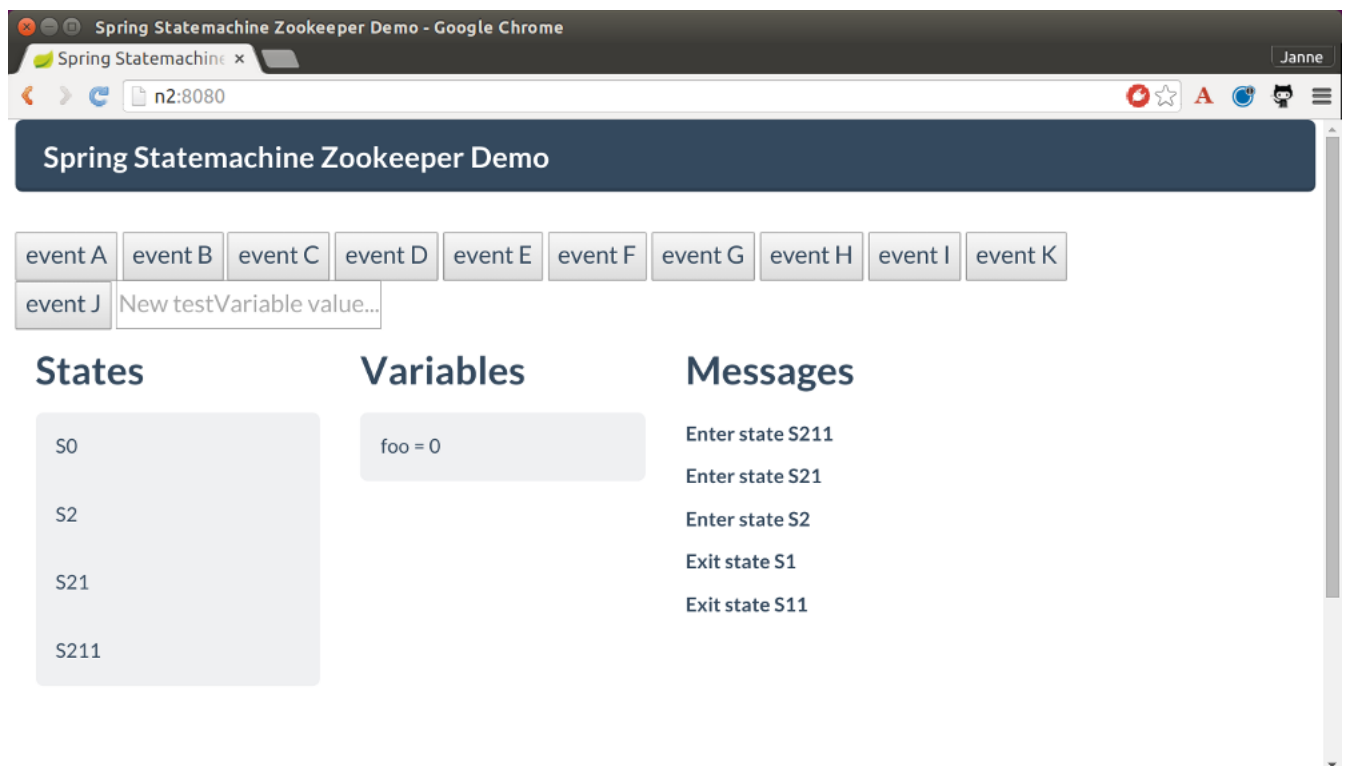 Spring Statemachine Zookeeper Demo - Google Chrome
Spring Statemachine
Janne
n2:8080
A
Spring Statemachine Zookeeper Demo
event A event B event C event D event E event F event G event H event I event K
event J New testVariable value...
States Variables Messages
S0 foo = 0 Enter state S211
Enter state S21
S2 Enter state S2
Exit state S1
S21 Exit state S11
S211